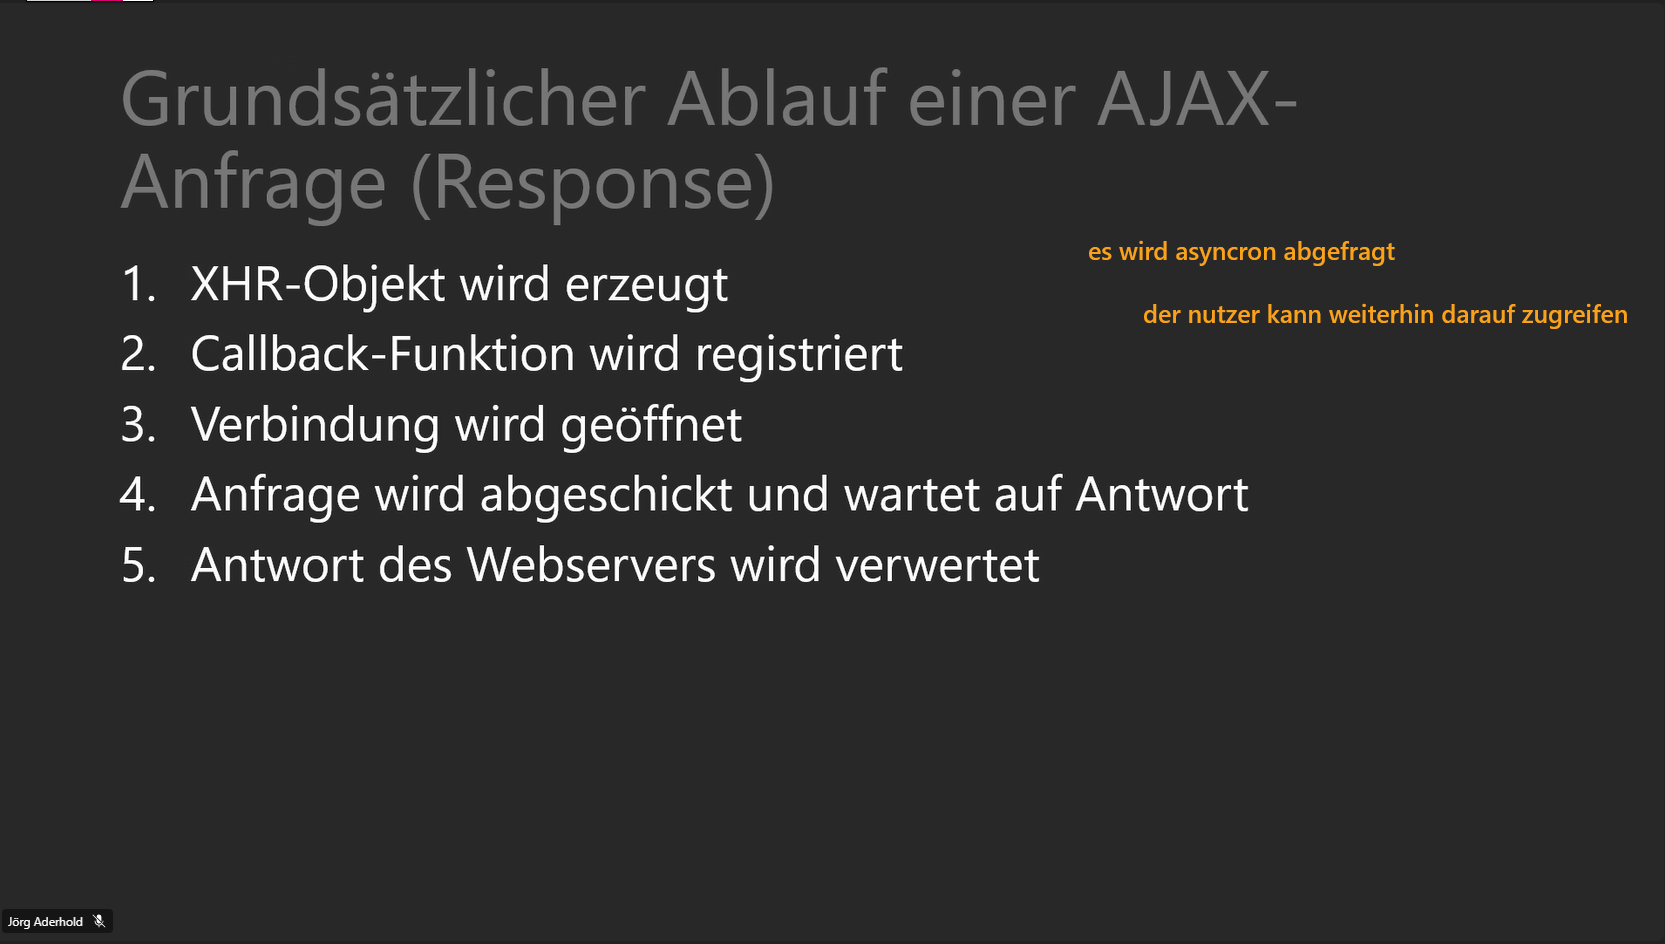 Grundsätzlicher Ablauf einer AJAX-
Anfrage (Response)
es wird asyncron abgefragt
1. XHR-Objekt wird erzeugt
der nutzer kann weiterhin darauf zugreifen
2. Callback-Funktion wird registriert
3. Verbindung wird geöffnet
4. Anfrage wird abgeschickt und wartet auf Antwort
5. Antwort des Webservers wird verwertet
Jörg Aderhold